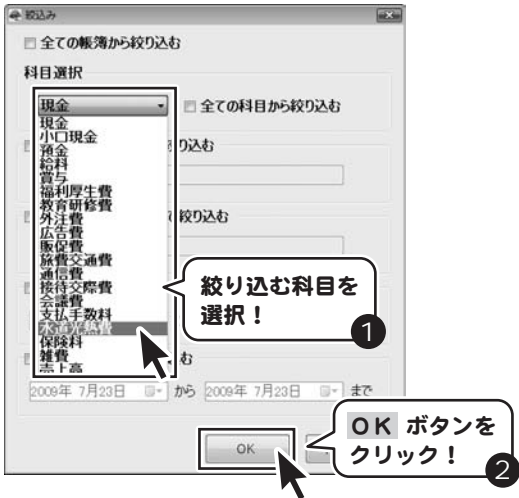 絞込み
全ての帳簿から絞り込む
科目選択
現金
全ての科目から絞り込む
現金
小口現金
預金
給料
賞与
福利厚生費
教育研修費
外注費
広告費
販促費
旅費交通費
通信費
接待交際費
会議費
支払手数料
水道光熱費
保険料
雑費
売上高
り込む
絞り込む
絞り込む科目を
選択！
1
む
2009年 7月23日 から 2009年 7月23日 まで
OK
ＯＫ ボタンを
クリック！
2